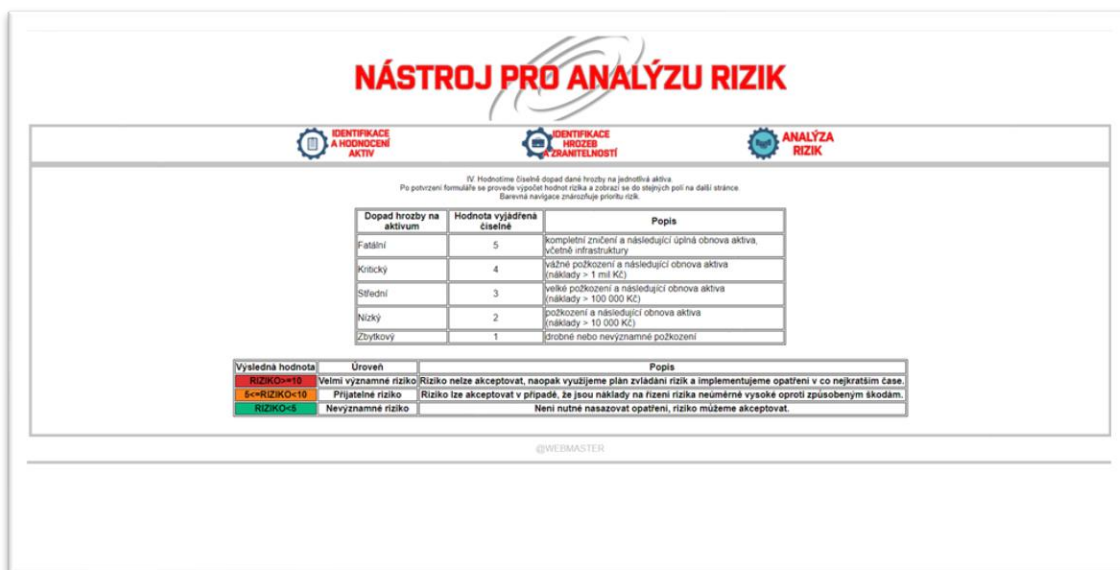 NÁSTROJ PRO ANALÝZU RIZIK
IDENTIFIKACE
A HODNOCENÍ
AKTIV
IDENTIFIKACE
HROZEB
A ZRANITELNOSTÍ
ANALÝZA
RIZIK
IV. Hodnotíme číselně dopad dané hrozby na jednotlivá aktiva.
Po potvrzení formuláře se provede výpočet hodnot rizika a zobrazí se do stejných polí na další stránce.
Barevná navigace znázorňuje prioritu rizik.
Dopad hrozby na aktivum Hodnota vyjádřená číselně Popis
Fatální 5 kompletní zničení a následující úplná obnova aktiva,
včetně infrastruktury
Kritický 4 vážné požkození a následující obnova aktiva
(náklady > 1 mil Kč)
Střední 3 velké požkození a následující obnova aktiva
(náklady > 100 000 Kč)
Nízký 2 požkození a následující obnova aktiva
(náklady > 10 000 Kč)
Zbytkový 1 drobné nebo nevýznamné požkození
Výsledná hodnota Úroveň Popis
RIZIKO>=10 Velmi významné riziko Riziko nelze akceptovat, naopak využijeme plán zvládání rizik a implementujeme opatření v co nejkratším čase.
5<=RIZIKO<10 Přijatelné riziko Riziko lze akceptovat v případě, že jsou náklady na řízení rizika neúměrně vysoké oproti způsobeným škodám.
RIZIKO<5 Nevýznamné riziko Není nutné nasazovat opatření, riziko můžeme akceptovat.
@WEBMASTER